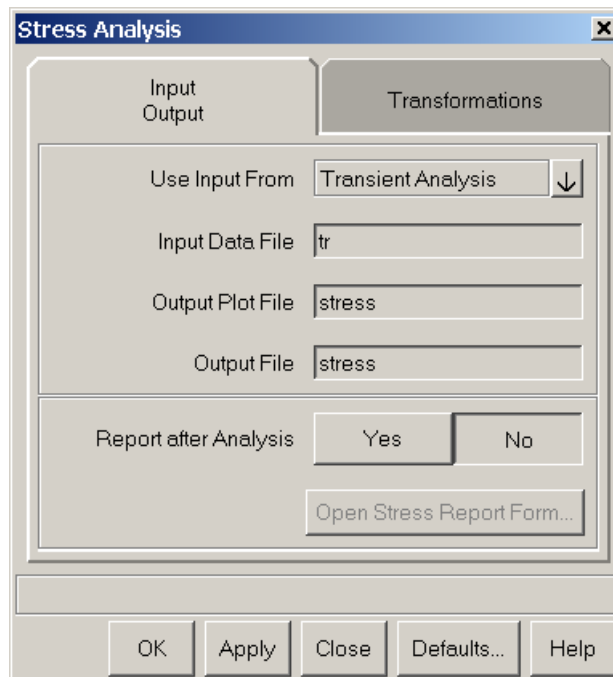 Stress Analysis
Input
Output
Transformations
Use Input From Transient Analysis
Input Data File tr
Output Plot File stress
Output File stress
Report after Analysis Yes No
Open Stress Report Form...
OK Apply Close Defaults... Help